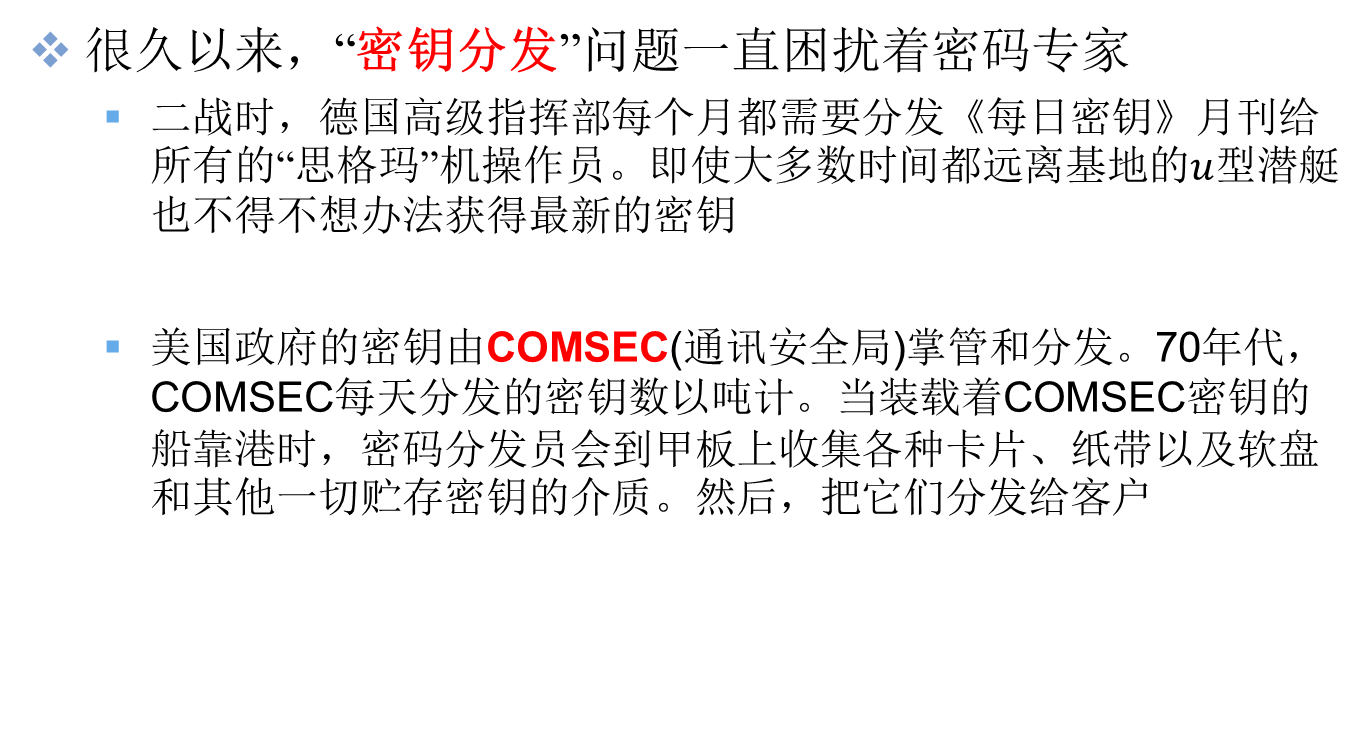 很久以来，“密钥分发”问题一直困扰着密码专家
二战时，德国高级指挥部每个月都需要分发《每日密钥》月刊给
所有的“思格玛”机操作员。即使大多数时间都远离基地的u型潜艇
也不得不想办法获得最新的密钥
美国政府的密钥由COMSEC(通讯安全局)掌管和分发。70年代，
COMSEC每天分发的密钥数以吨计。当装载着COMSEC密钥的
船靠港时，密码分发员会到甲板上收集各种卡片、纸带以及软盘
和其他一切贮存密钥的介质。然后，把它们分发给客户